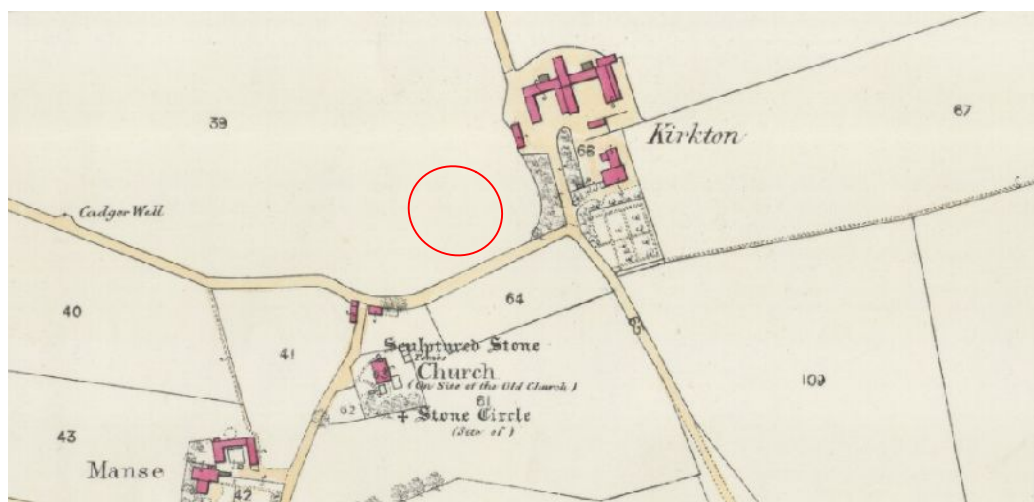 39
67
Kirkton
68
Cadger Well
40
64
41
Sculptured Stone
Church
(On Site of the Old Church)
109
61
62
+ Stone Circle
(Site of)
43
Manse
42